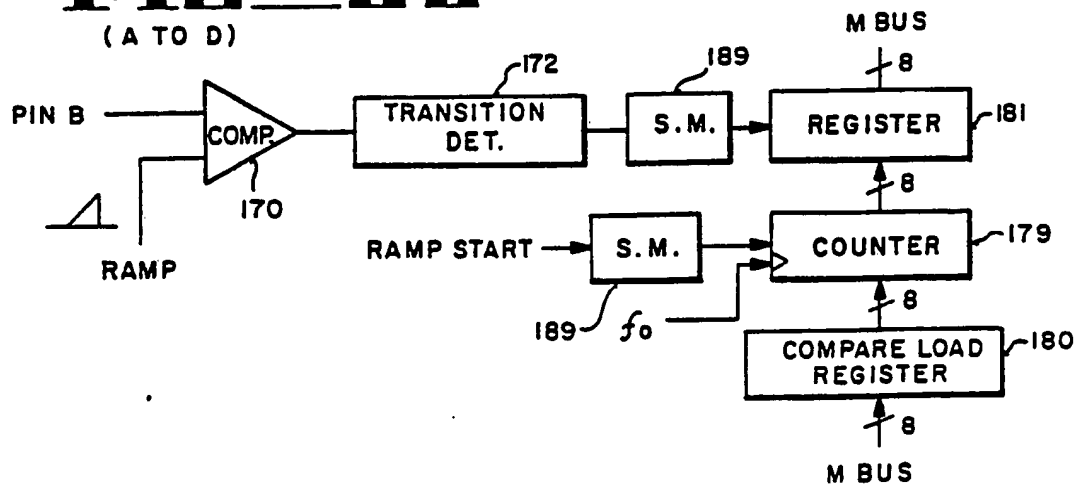 (A TO D)
M BUS
8
PIN B
COMP.
170
172
TRANSITION
DET.
189
S.M.
REGISTER
181
8
RAMP
RAMP START
S.M.
189
fo
COUNTER
179
8
COMPARE LOAD
REGISTER
180
8
M BUS